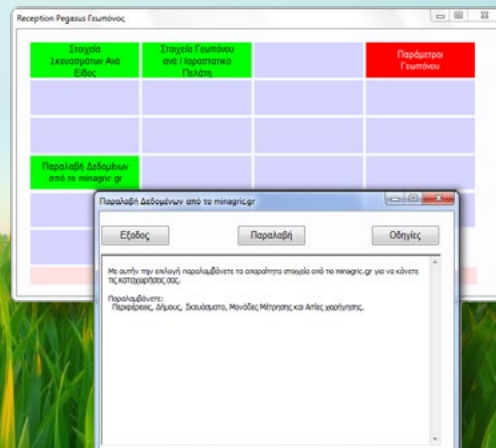 Reception Pegasus Γεωπόνος
Στοιχεία
Σκευασμάτων Ανά
Είδος
Στοιχεία Γεωπόνου
ανά Παραστατικό
Πελάτη
Παράμετροι
Γεωπόνου
Παραλαβή Δεδομένων
από το minagric.gr
Παραλαβή Δεδομένων από το minagric.gr
Εξοδος
Παραλαβή
Οδηγίες
Με αυτήν την επιλογή παραλαμβάνετε τα απαραίτητα στοιχεία από το minagric.gr για να κάνετε
τις καταχωρήσεις σας.
Παραλαμβάνετε:
Περιφέρειες, Δήμους, Σκευάσματα, Μονάδες Μέτρησης και Αιτίες χορήγησης.